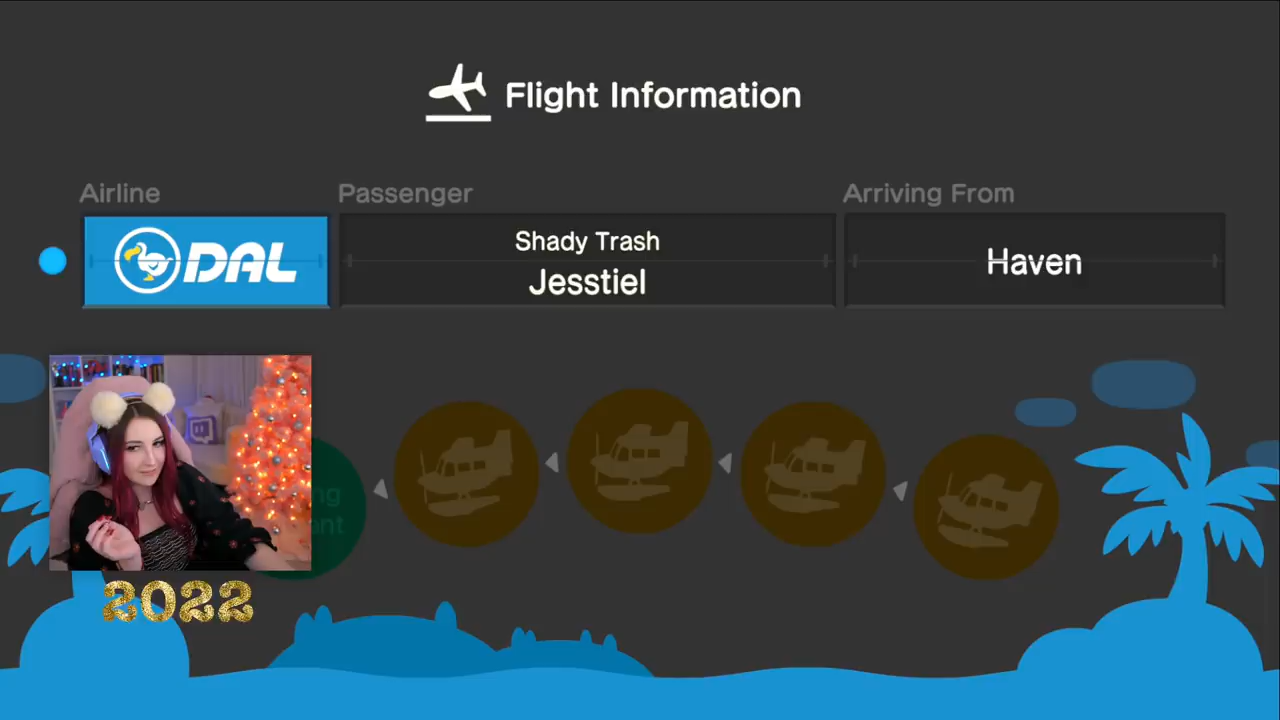 Flight Information
Airline
Passenger
Arriving From
DAL
Shady Trash
Jesstiel
Haven
2022